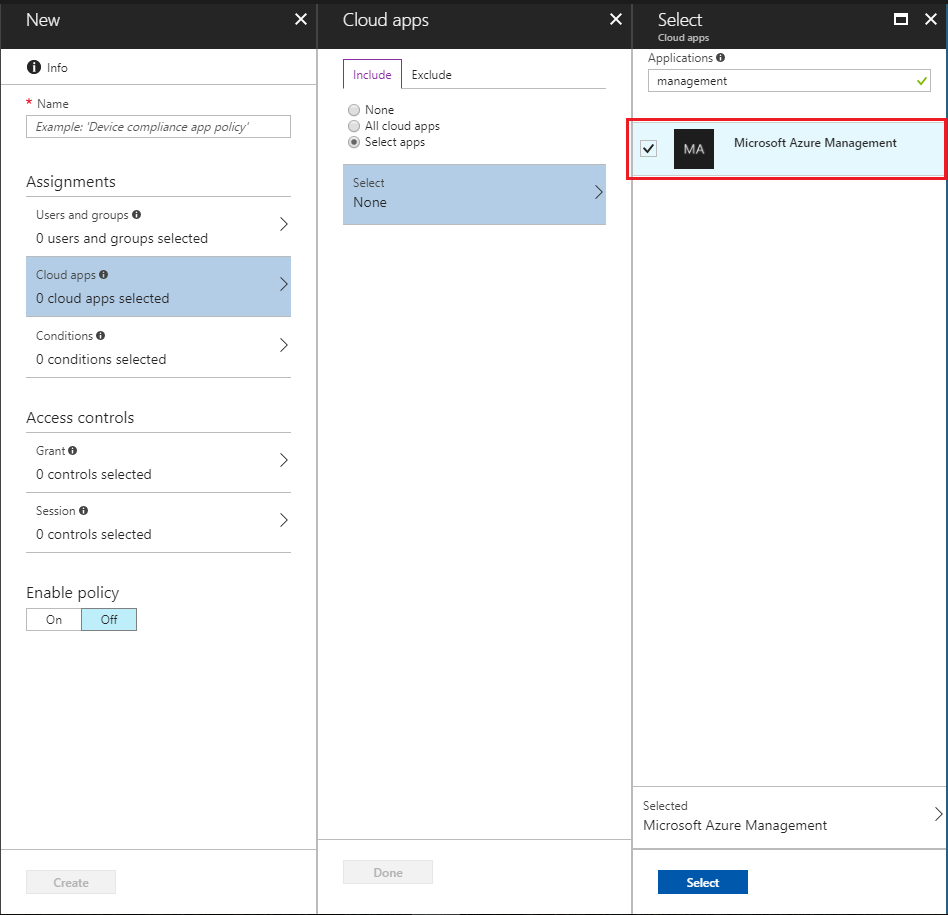 New
Info
* Name
Example: 'Device compliance app policy'
Assignments
Users and groups
0 users and groups selected
Cloud apps
0 cloud apps selected
Conditions
0 conditions selected
Access controls
Grant
0 controls selected
Session
0 controls selected
Enable policy
On Off
Create
Cloud apps
Include Exclude
None
All cloud apps
Select apps
Select
None
Done
Select
Cloud apps
Applications
management
MA Microsoft Azure Management
Selected
Microsoft Azure Management
Select